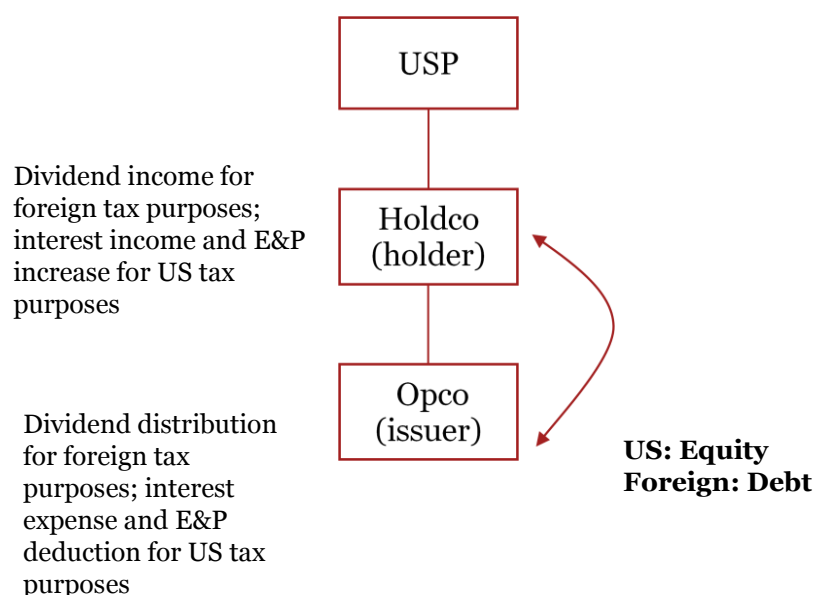 USP
Dividend income for
foreign tax purposes;
interest income and E&P
increase for US tax
purposes
Holdco
(holder)
Opco
(issuer)
Dividend distribution
for foreign tax
purposes; interest
expense and E&P
deduction for US tax
purposes
US: Equity
Foreign: Debt